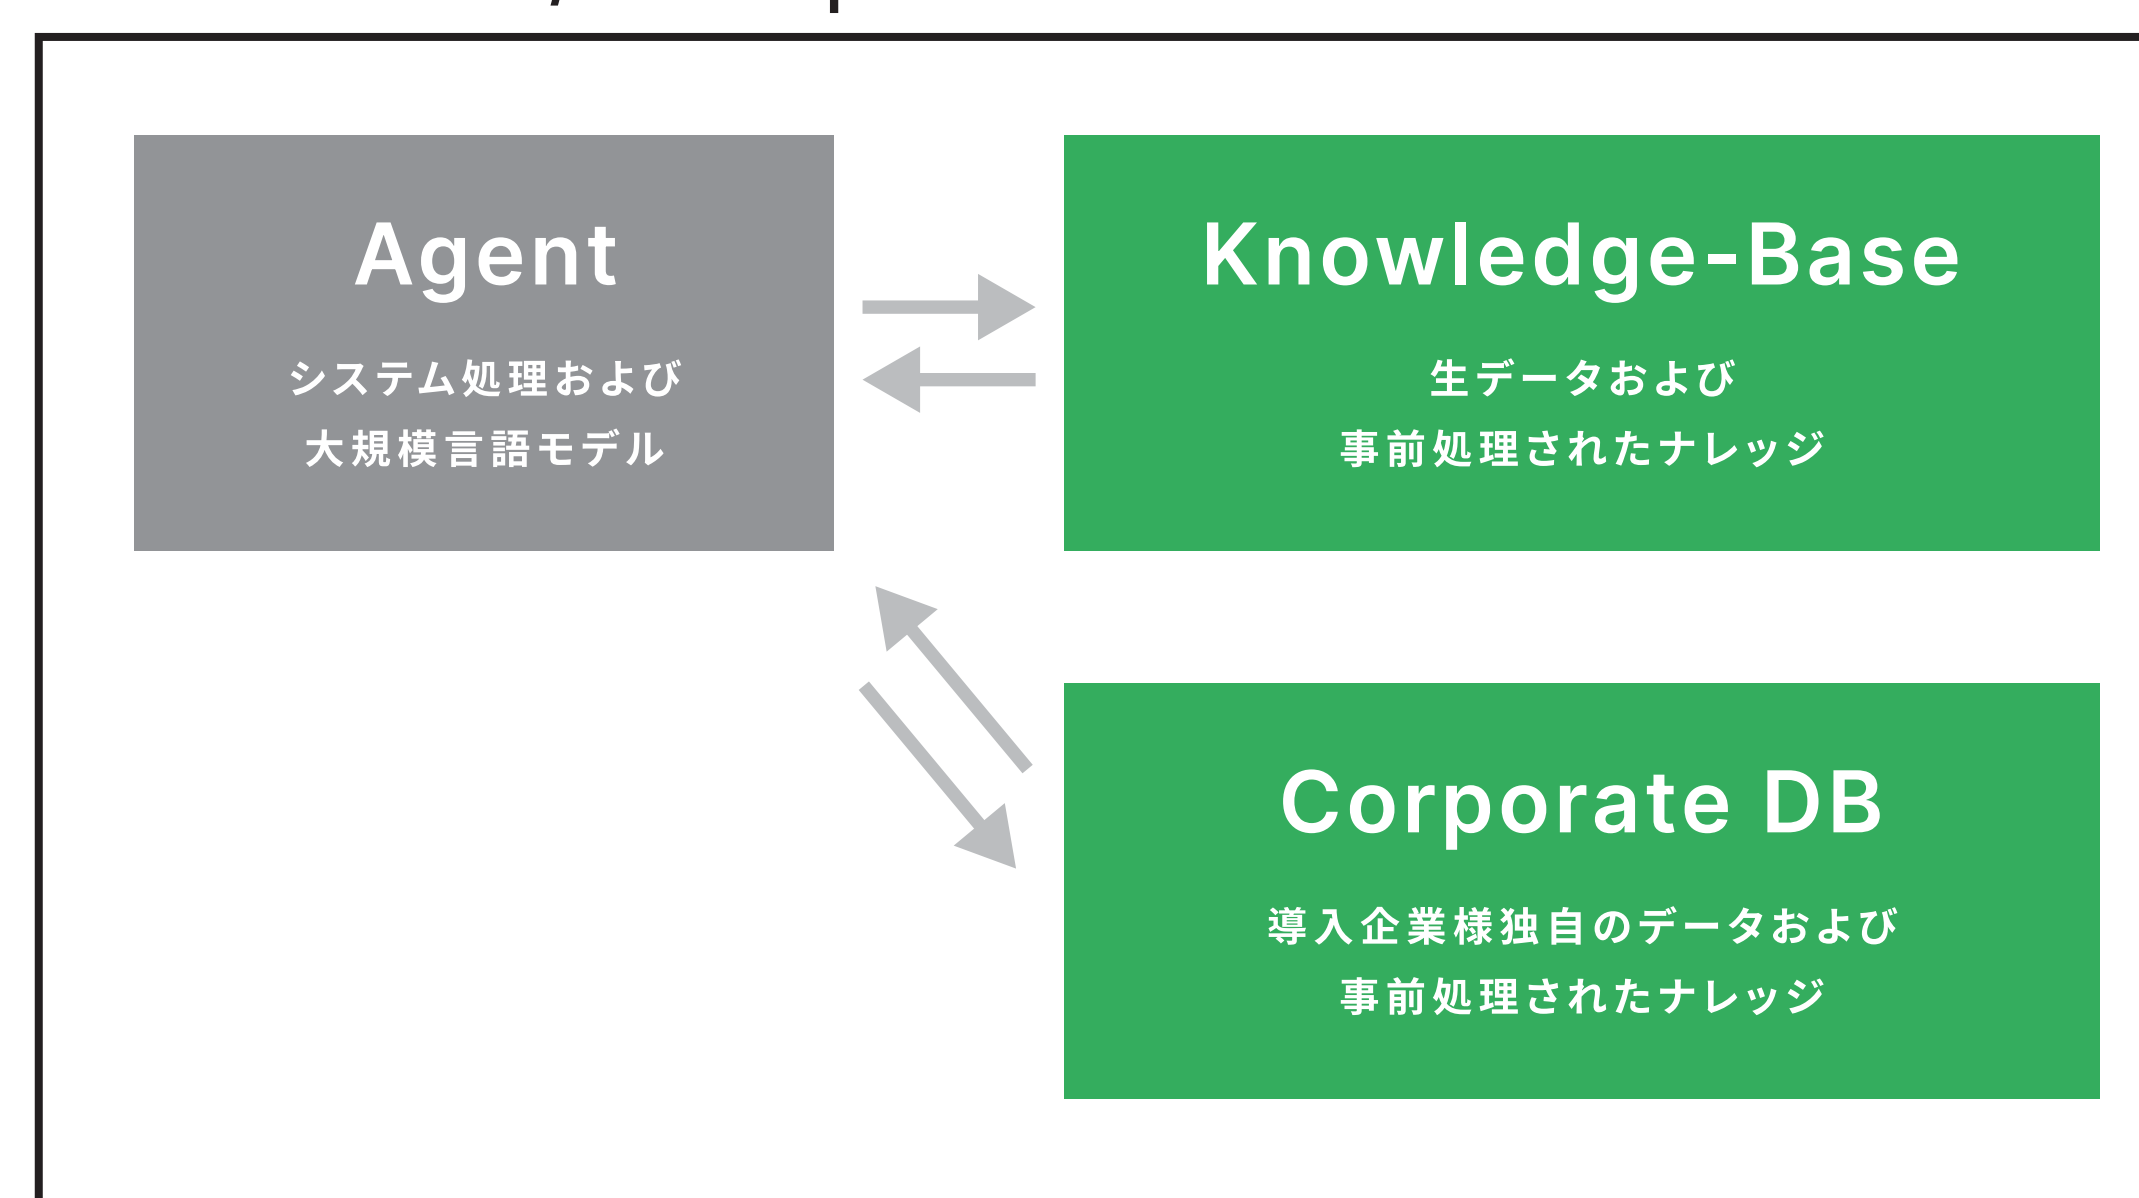 Agent
システム処理および
大規模言語モデル
Knowledge-Base
生データおよび
事前処理されたナレッジ
Corporate DB
導入企業様独自のデータおよび
事前処理されたナレッジ